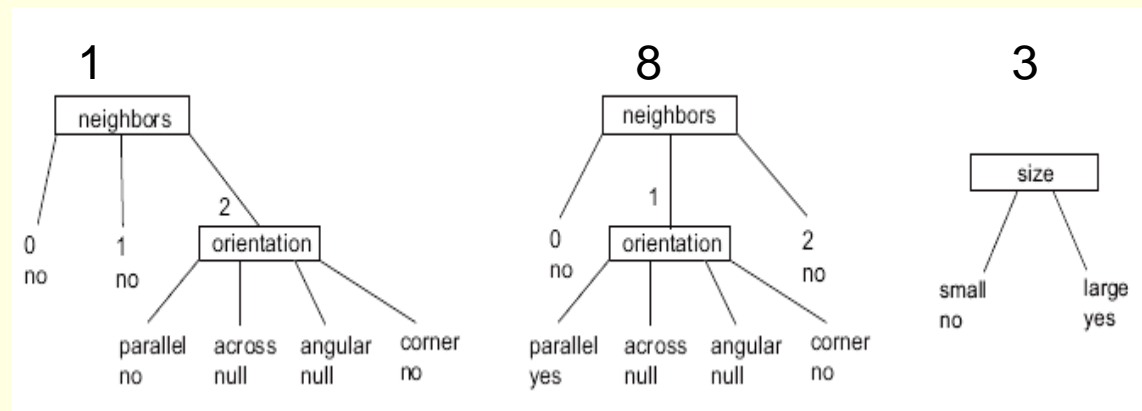 1 8 3
neighbors neighbors
size
2 1
0 1 orientation 0 orientation 2
no no no no
small large
no yes
parallel across angular corner parallel across angular corner
no null null no yes null null no